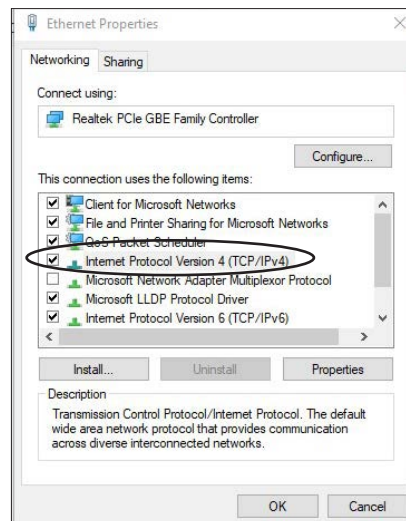 Ethernet Properties
Networking Sharing
Connect using:
Realtek PCIe GBE Family Controller
Configure...
This connection uses the following items:
Client for Microsoft Networks
File and Printer Sharing for Microsoft Networks
QoS Packet Scheduler
Internet Protocol Version 4 (TCP/IPv4)
Microsoft Network Adapter Multiplexor Protocol
Microsoft LLDP Protocol Driver
Internet Protocol Version 6 (TCP/IPv6)
Install... Uninstall Properties
Description
Transmission Control Protocol/Internet Protocol. The default
wide area network protocol that provides communication
across diverse interconnected networks.
OK Cancel